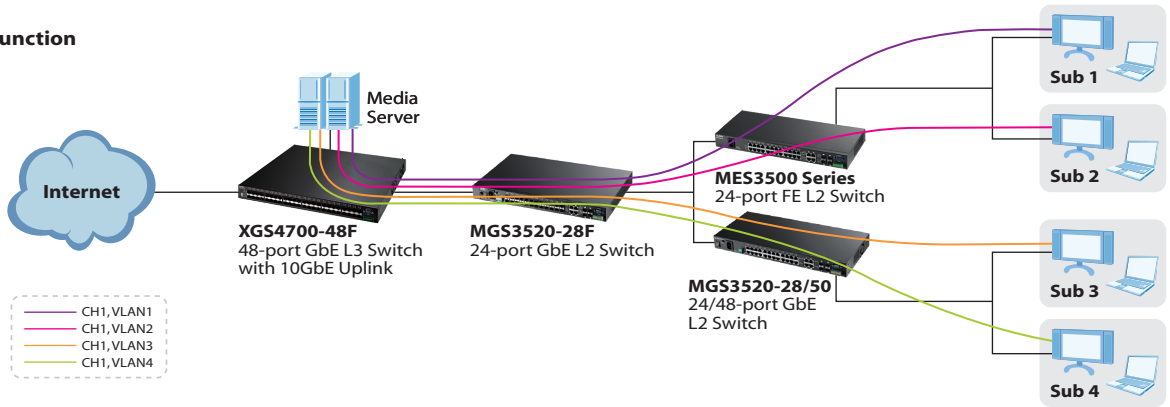 unction
Media
Server
Internet
XGS4700-48F
48-port GbE L3 Switch
with 10GbE Uplink
MGS3520-28F
24-port GbE L2 Switch
MES3500 Series
24-port FE L2 Switch
MGS3520-28/50
24/48-port GbE
L2 Switch
Sub 1
Sub 2
Sub 3
Sub 4
CH1, VLAN1
CH1, VLAN2
CH1, VLAN3
CH1, VLAN4